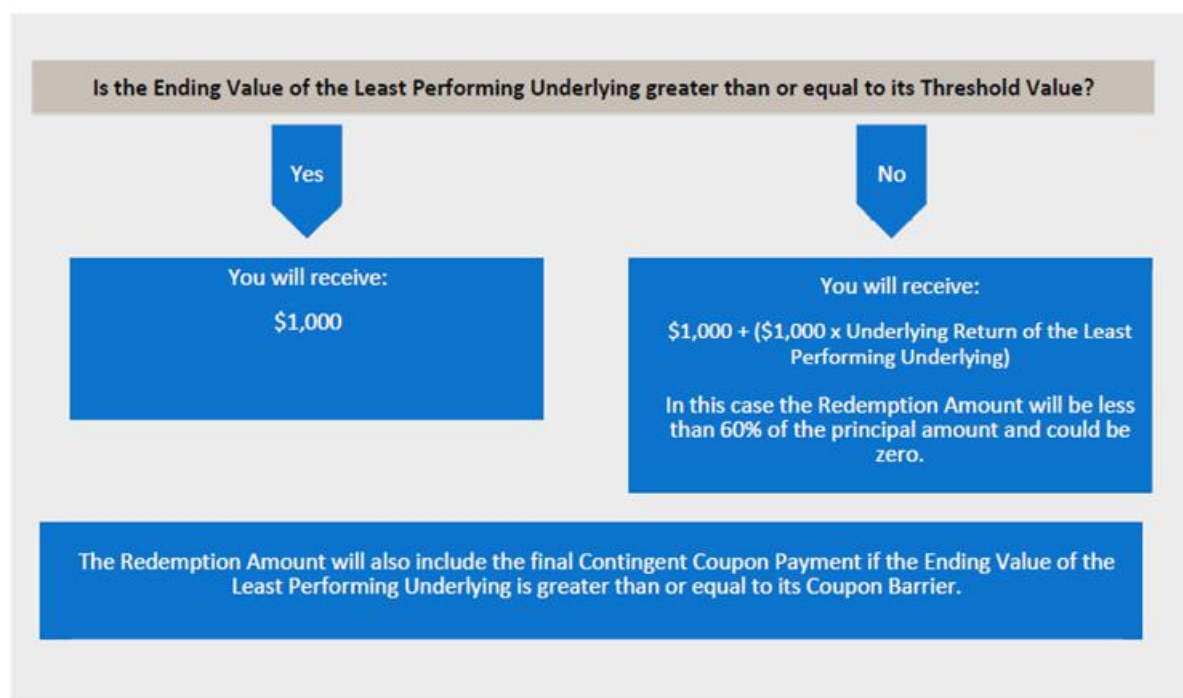 Is the Ending Value of the Least Performing Underlying greater than or equal to its Threshold Value?
Yes
No
You will receive:
$1,000
You will receive:
$1,000 + ($1,000 x Underlying Return of the Least
Performing Underlying)
In this case the Redemption Amount will be less
than 60% of the principal amount and could be
zero.
The Redemption Amount will also include the final Contingent Coupon Payment if the Ending Value of the
Least Performing Underlying is greater than or equal to its Coupon Barrier.